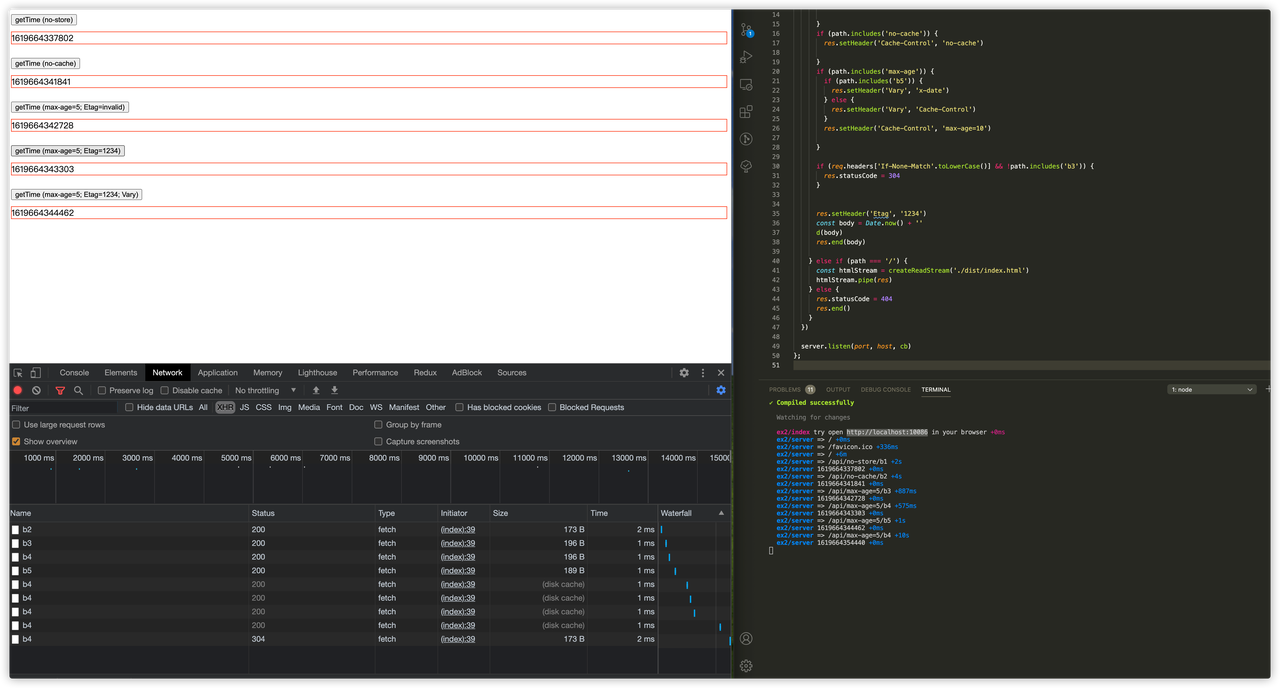 getTime (no-store)
1619664337802
getTime (no-cache)
1619664341841
getTime (max-age=5; Etag=invalid)
1619664342728
getTime (max-age=5; Etag=1234)
1619664343303
getTime (max-age=5; Etag=1234; Vary)
1619664344462
Console Elements Network Application Memory Lighthouse Performance Redux AdBlock Sources
Preserve log Disable cache No throttling
Filter Hide data URLs All XHR JS CSS Img Media Font Doc WS Manifest Other Has blocked cookies Blocked Requests
Use large request rows Group by frame
Show overview Capture screenshots
1000 ms 2000 ms 3000 ms 4000 ms 5000 ms 6000 ms 7000 ms 8000 ms 9000 ms 10000 ms 11000 ms 12000 ms 13000 ms 14000 ms 15000
Name Status Type Initiator Size Time Waterfall
b2 200 fetch (index):39 173 B 2 ms
b3 200 fetch (index):39 196 B 1 ms
b4 200 fetch (index):39 196 B 1 ms
b5 200 fetch (index):39 189 B 1 ms
b4 200 fetch (index):39 (disk cache) 1 ms
b4 200 fetch (index):39 (disk cache) 1 ms
b4 200 fetch (index):39 (disk cache) 1 ms
b4 200 fetch (index):39 (disk cache) 1 ms
b4 304 fetch (index):39 173 B 2 ms
1
14
15 }
16 if (path.includes('no-cache')) {
17 res.setHeader('Cache-Control', 'no-cache')
18
19 }
20 if (path.includes('max-age')) {
21 if (path.includes('b5')) {
22 res.setHeader('Vary', 'x-date')
23 } else {
24 res.setHeader('Vary', 'Cache-Control')
25 }
26 res.setHeader('Cache-Control', 'max-age=10')
27
28 }
29
30 if (req.headers['If-None-Match'.toLowerCase()] && !path.includes('b3')) {
31 res.statusCode = 304
32 }
33
34
35 res.setHeader('Etag', '1234')
36 const body = Date.now() + ''
37 d(body)
38 res.end(body)
39
40 } else if (path === '/') {
41 const htmlStream = createReadStream('./dist/index.html')
42 htmlStream.pipe(res)
43 } else {
44 res.statusCode = 404
45 res.end()
46 }
47 })
48
49 server.listen(port, host, cb)
50 };
51
PROBLEMS 11 OUTPUT DEBUG CONSOLE TERMINAL 1: node
✔ Compiled successfully
Watching for changes
ex2/index try open http://localhost:10086 in your browser +0ms
ex2/server => / +0ms
ex2/server => /favicon.ico +336ms
ex2/server => / +6m
ex2/server => /api/no-store/b1 +2s
ex2/server 1619664337802 +0ms
ex2/server => /api/no-cache/b2 +4s
ex2/server 1619664341841 +0ms
ex2/server => /api/max-age=5/b3 +887ms
ex2/server 1619664342728 +0ms
ex2/server => /api/max-age=5/b4 +575ms
ex2/server 1619664343303 +0ms
ex2/server => /api/max-age=5/b5 +1s
ex2/server 1619664344462 +0ms
ex2/server => /api/max-age=5/b4 +10s
ex2/server 1619664354440 +0ms